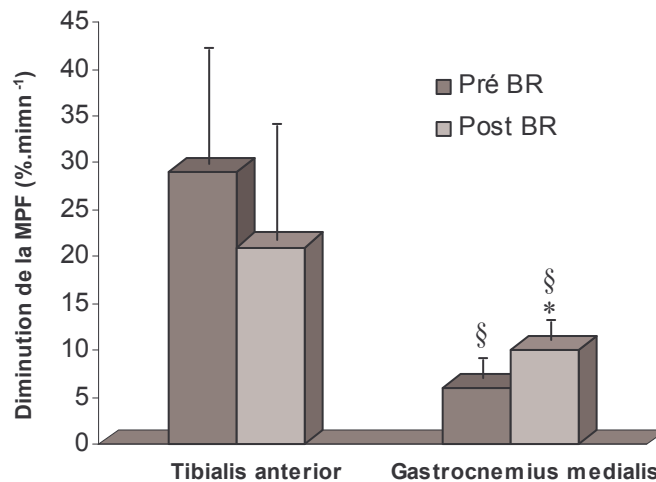 Diminution de la MPF (%.mimn -1)
45
40
35
30
25
20
15
10
5
0
Pré BR
Post BR
§
§
*
Tibialis anterior
Gastrocnemius medialis